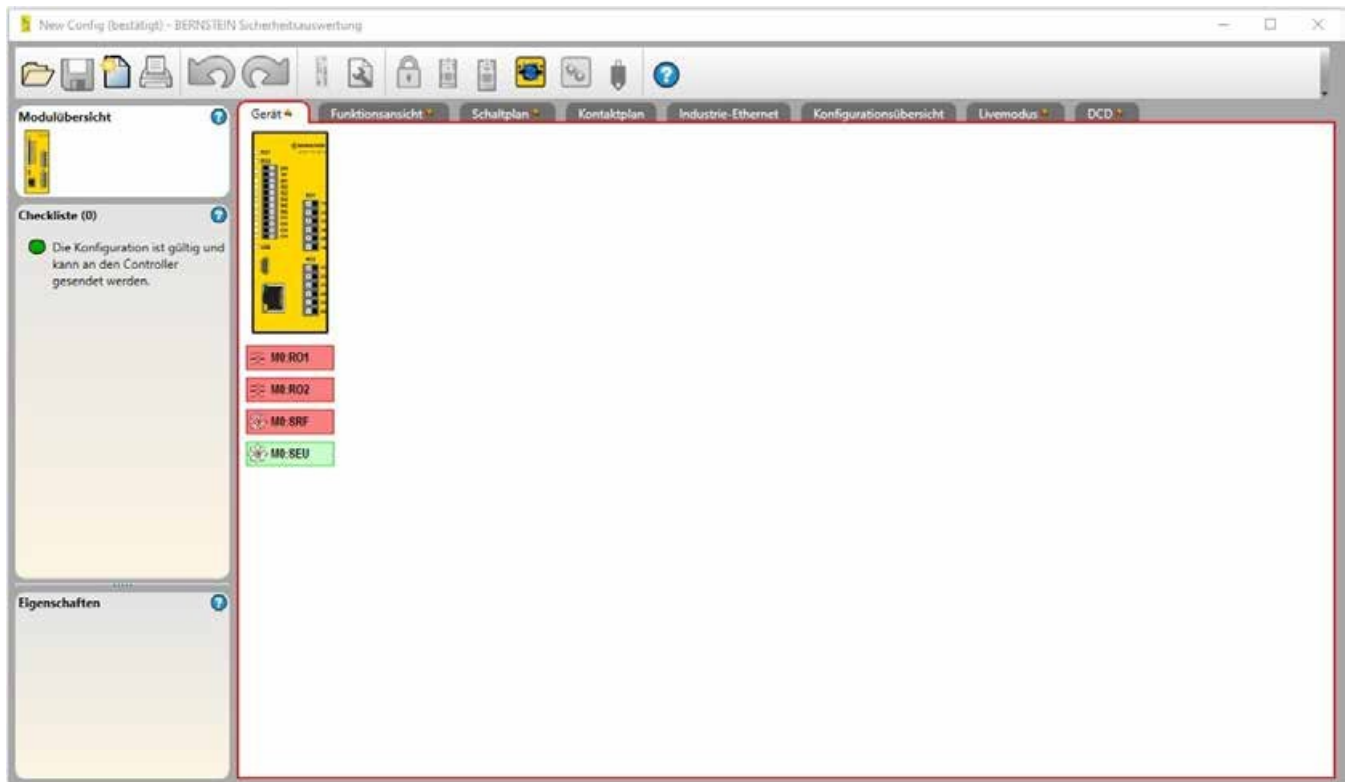 New Config (bestätigt) - BERNSTEIN Sicherheitsauswertung
Modulübersicht
Gerät
Funktionsansicht
Schaltplan
Kontaktplan
Industrie-Ethernet
Konfigurationsübersicht
Livemodus
DCD
Checkliste (0)
Die Konfiguration ist gültig und
kann an den Controller
gesendet werden.
M0:RO1
M0:RO2
M0:SRF
M0:SEU
Eigenschaften